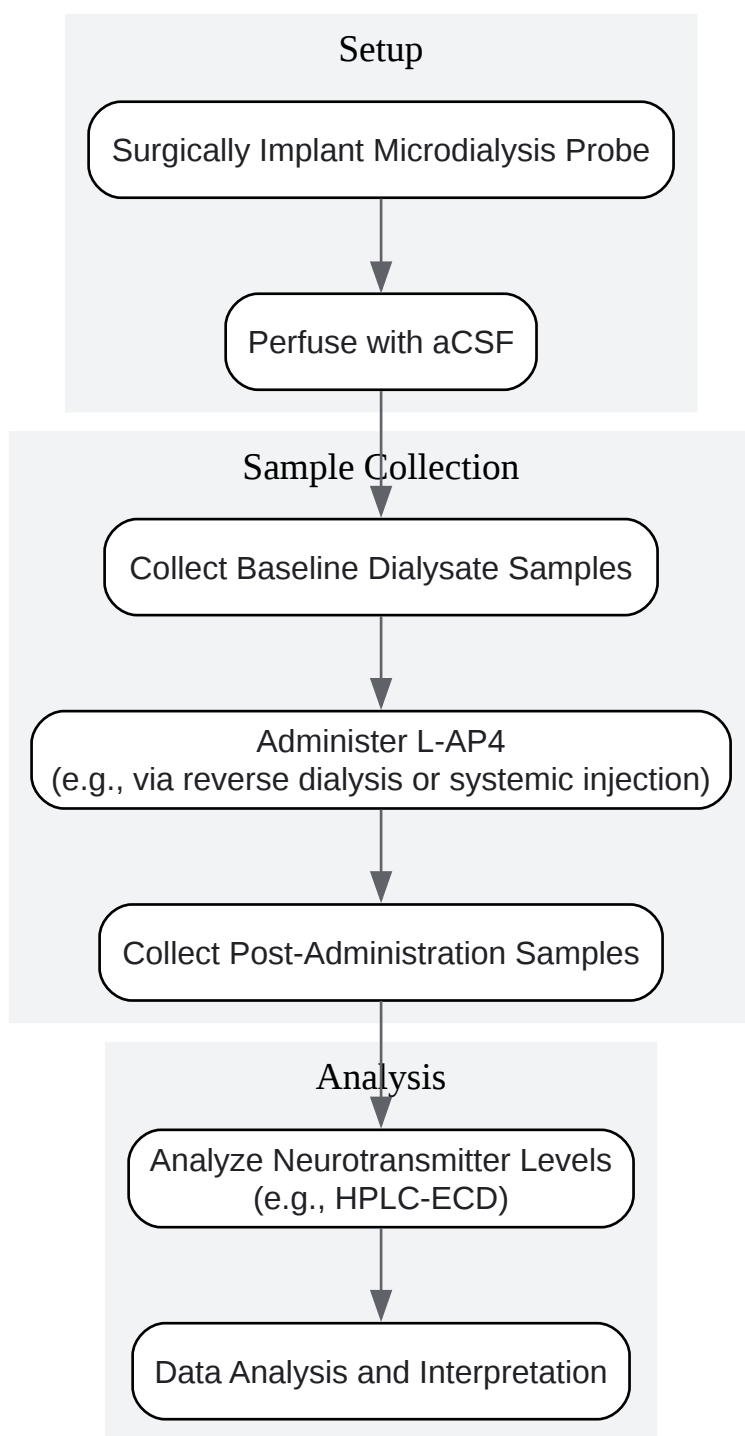 Setup
Surgically Implant Microdialysis Probe
Perfuse with aCSF
Sample Collection
Collect Baseline Dialysate Samples
Administer L-AP4
(e.g., via reverse dialysis or systemic injection)
Collect Post-Administration Samples
Analysis
Analyze Neurotransmitter Levels
(e.g., HPLC-ECD)
Data Analysis and Interpretation